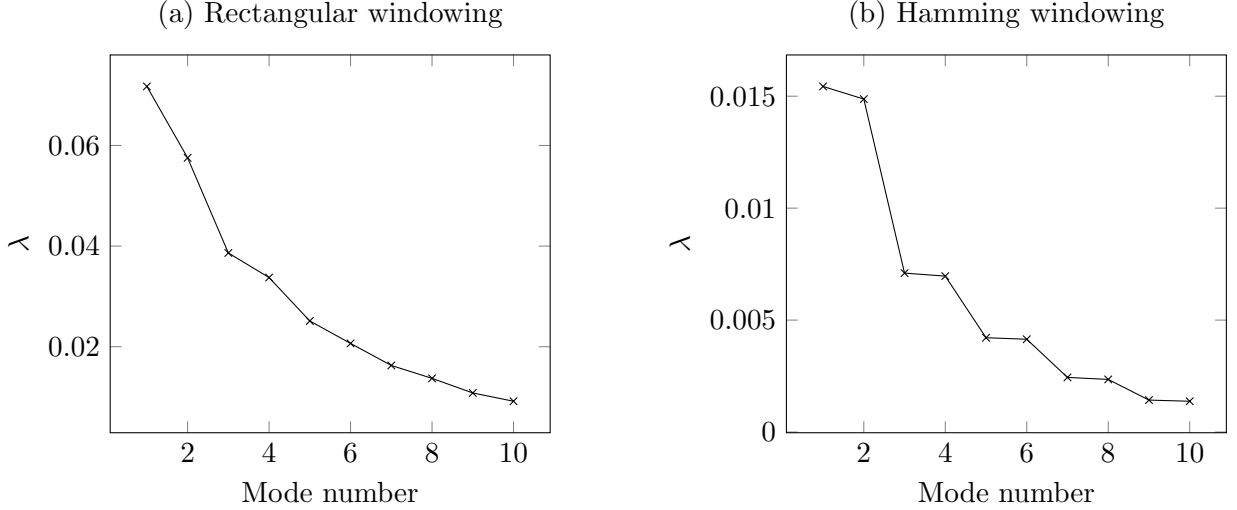 (a) Rectangular windowing
0.06
0.04
0.02
λ
2 4 6 8 10
Mode number
(b) Hamming windowing
0.015
0.01
0.005
0
λ
2 4 6 8 10
Mode number